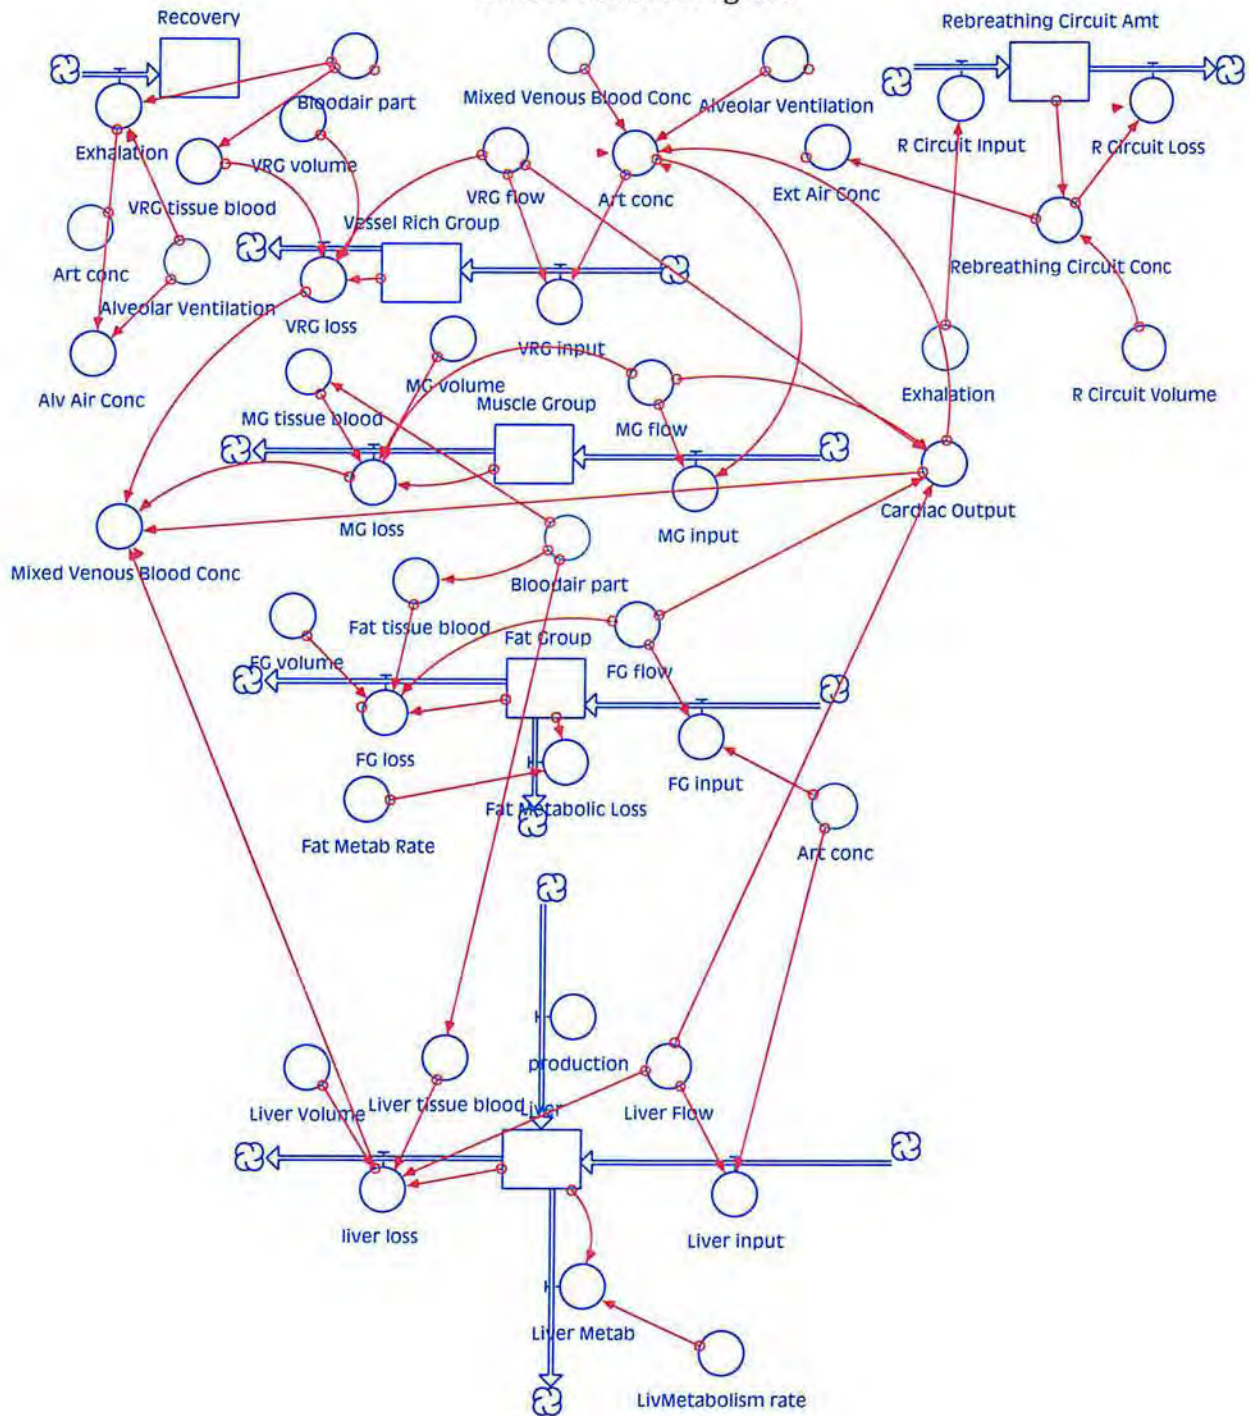 Recovery
Rebreathing Circuit Amt
Bloodair part
Mixed Venous Blood Conc
Alveolar Ventilation
Exhalation
VRG volume
R Circuit Input
R Circuit Loss
VRG tissue blood
VRG flow
Art conc
Ext Air Conc
Vessel Rich Group
Art conc
Rebreathing Circuit Conc
Alveolar Ventilation
VRG loss
VRG input
Alv Air Conc
MG volume
Exhalation
R Circuit Volume
MG tissue blood
Muscle Group
MG flow
MG loss
MG input
Cardiac Output
Mixed Venous Blood Conc
Bloodair part
Fat tissue blood
Fat Group
FG volume
FG flow
FG loss
FG input
Fat Metabolic Loss
Fat Metab Rate
Art conc
production
Liver Volume
Liver tissue blood
Liver
Liver Flow
liver loss
Liver input
Liver Metab
LivMetabolism rate